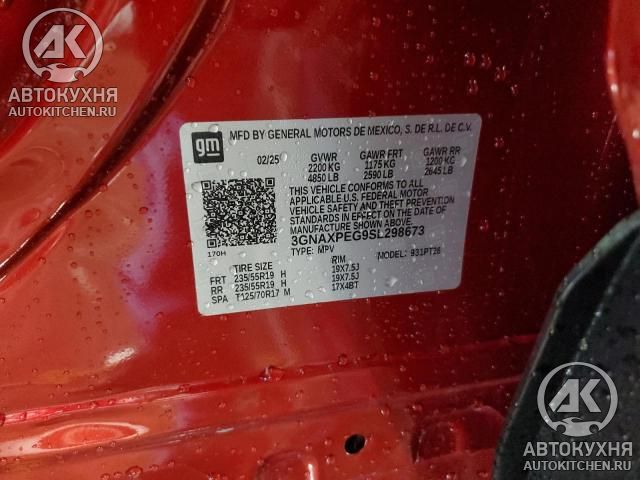 AK
АВТОКУХНЯ
AUTOKITCHEN.RU
gm
MFD BY GENERAL MOTORS DE MEXICO, S. DE R.L. DE C.V.
02/25 GVWR GAWR FRT GAWR RR
2200 KG 1175 KG 1200 KG
4850 LB 2590 LB 2645 LB
THIS VEHICLE CONFORMS TO ALL
APPLICABLE U.S. FEDERAL MOTOR
VEHICLE SAFETY AND THEFT PREVENTION
STANDARDS IN EFFECT ON THE DATE
OF MANUFACTURE SHOWN ABOVE.
3GNAXPEG9SL298673
TYPE: MPV MODEL: 931PT26
170H
TIRE SIZE RIM
FRT 235/55R19 H 19X7.5J
RR 235/55R19 H 19X7.5J
SPA T125/70R17 M 17X4BT
AK
АВТОКУХНЯ
AUTOKITCHEN.RU